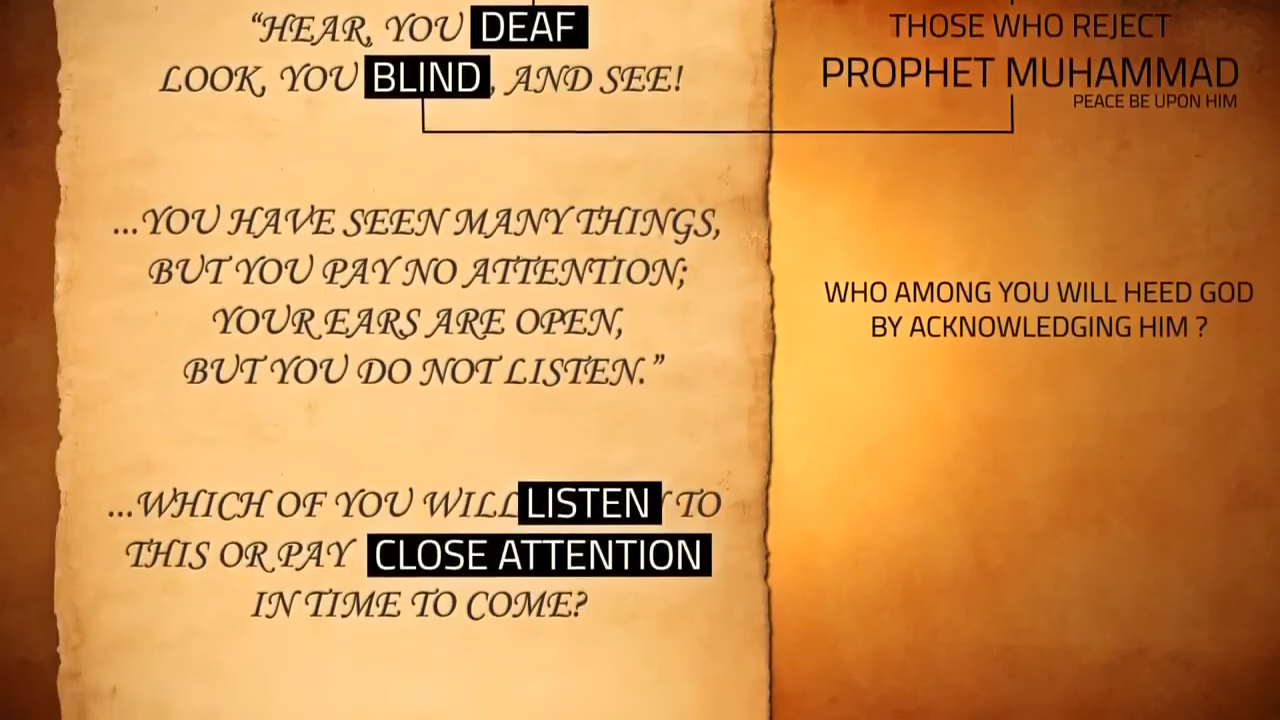 “HEAR, YOU DEAF
LOOK, YOU BLIND, AND SEE!
...YOU HAVE SEEN MANY THINGS,
BUT YOU PAY NO ATTENTION;
YOUR EARS ARE OPEN,
BUT YOU DO NOT LISTEN.”
...WHICH OF YOU WILL LISTEN TO
THIS OR PAY CLOSE ATTENTION
IN TIME TO COME?
THOSE WHO REJECT
PROPHET MUHAMMAD
PEACE BE UPON HIM
WHO AMONG YOU WILL HEED GOD
BY ACKNOWLEDGING HIM ?